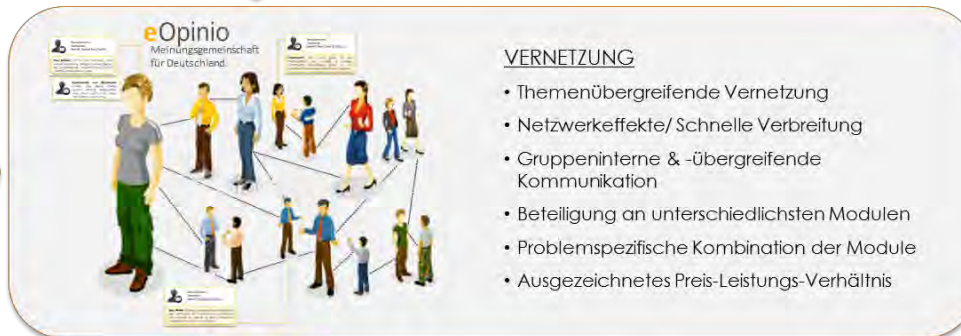 eOpinio
Meinungsgemeinschaft
für Deutschland.
VERNETZUNG
• Themenübergreifende Vernetzung
• Netzwerkeffekte/ Schnelle Verbreitung
• Gruppeninterne & -übergreifende
Kommunikation
• Beteiligung an unterschiedlichsten Modulen
• Problemspezifische Kombination der Module
• Ausgezeichnetes Preis-Leistungs-Verhältnis